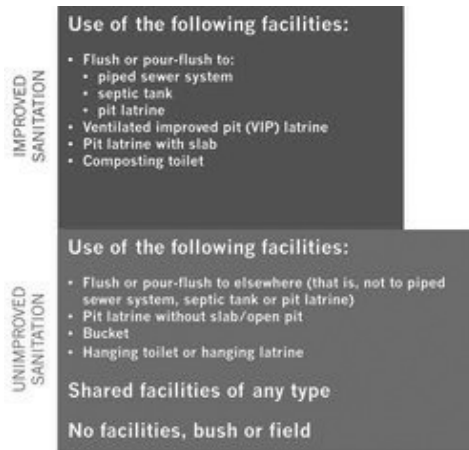 IMPROVED
SANITATION
Use of the following facilities:
• Flush or pour-flush to:
• piped sewer system
• septic tank
• pit latrine
• Ventilated improved pit (VIP) latrine
• Pit latrine with slab
• Composting toilet
UNIMPROVED
SANITATION
Use of the following facilities:
• Flush or pour-flush to elsewhere (that is, not to piped
sewer system, septic tank or pit latrine)
• Pit latrine without slab/open pit
• Bucket
• Hanging toilet or hanging latrine
Shared facilities of any type
No facilities, bush or field